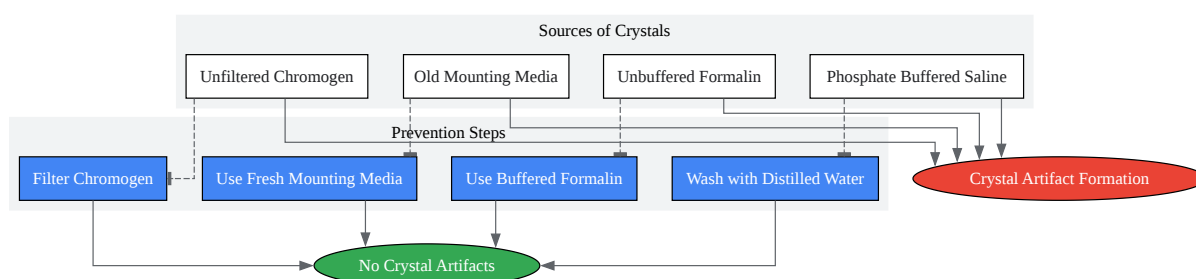 Sources of Crystals
Unfiltered Chromogen
Old Mounting Media
Unbuffered Formalin
Phosphate Buffered Saline
Prevention Steps
Filter Chromogen
Use Fresh Mounting Media
Use Buffered Formalin
Wash with Distilled Water
Crystal Artifact Formation
No Crystal Artifacts